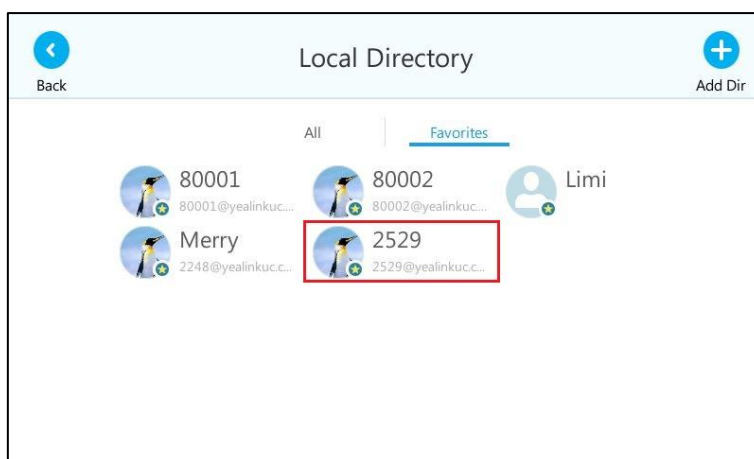 Local Directory
Back
Add Dir
All
Favorites
80001
80001@yealinkuc....
80002
80002@yealinkuc...
Limi
Merry
2248@yealinkuc.c...
2529
2529@yealinkuc.c...